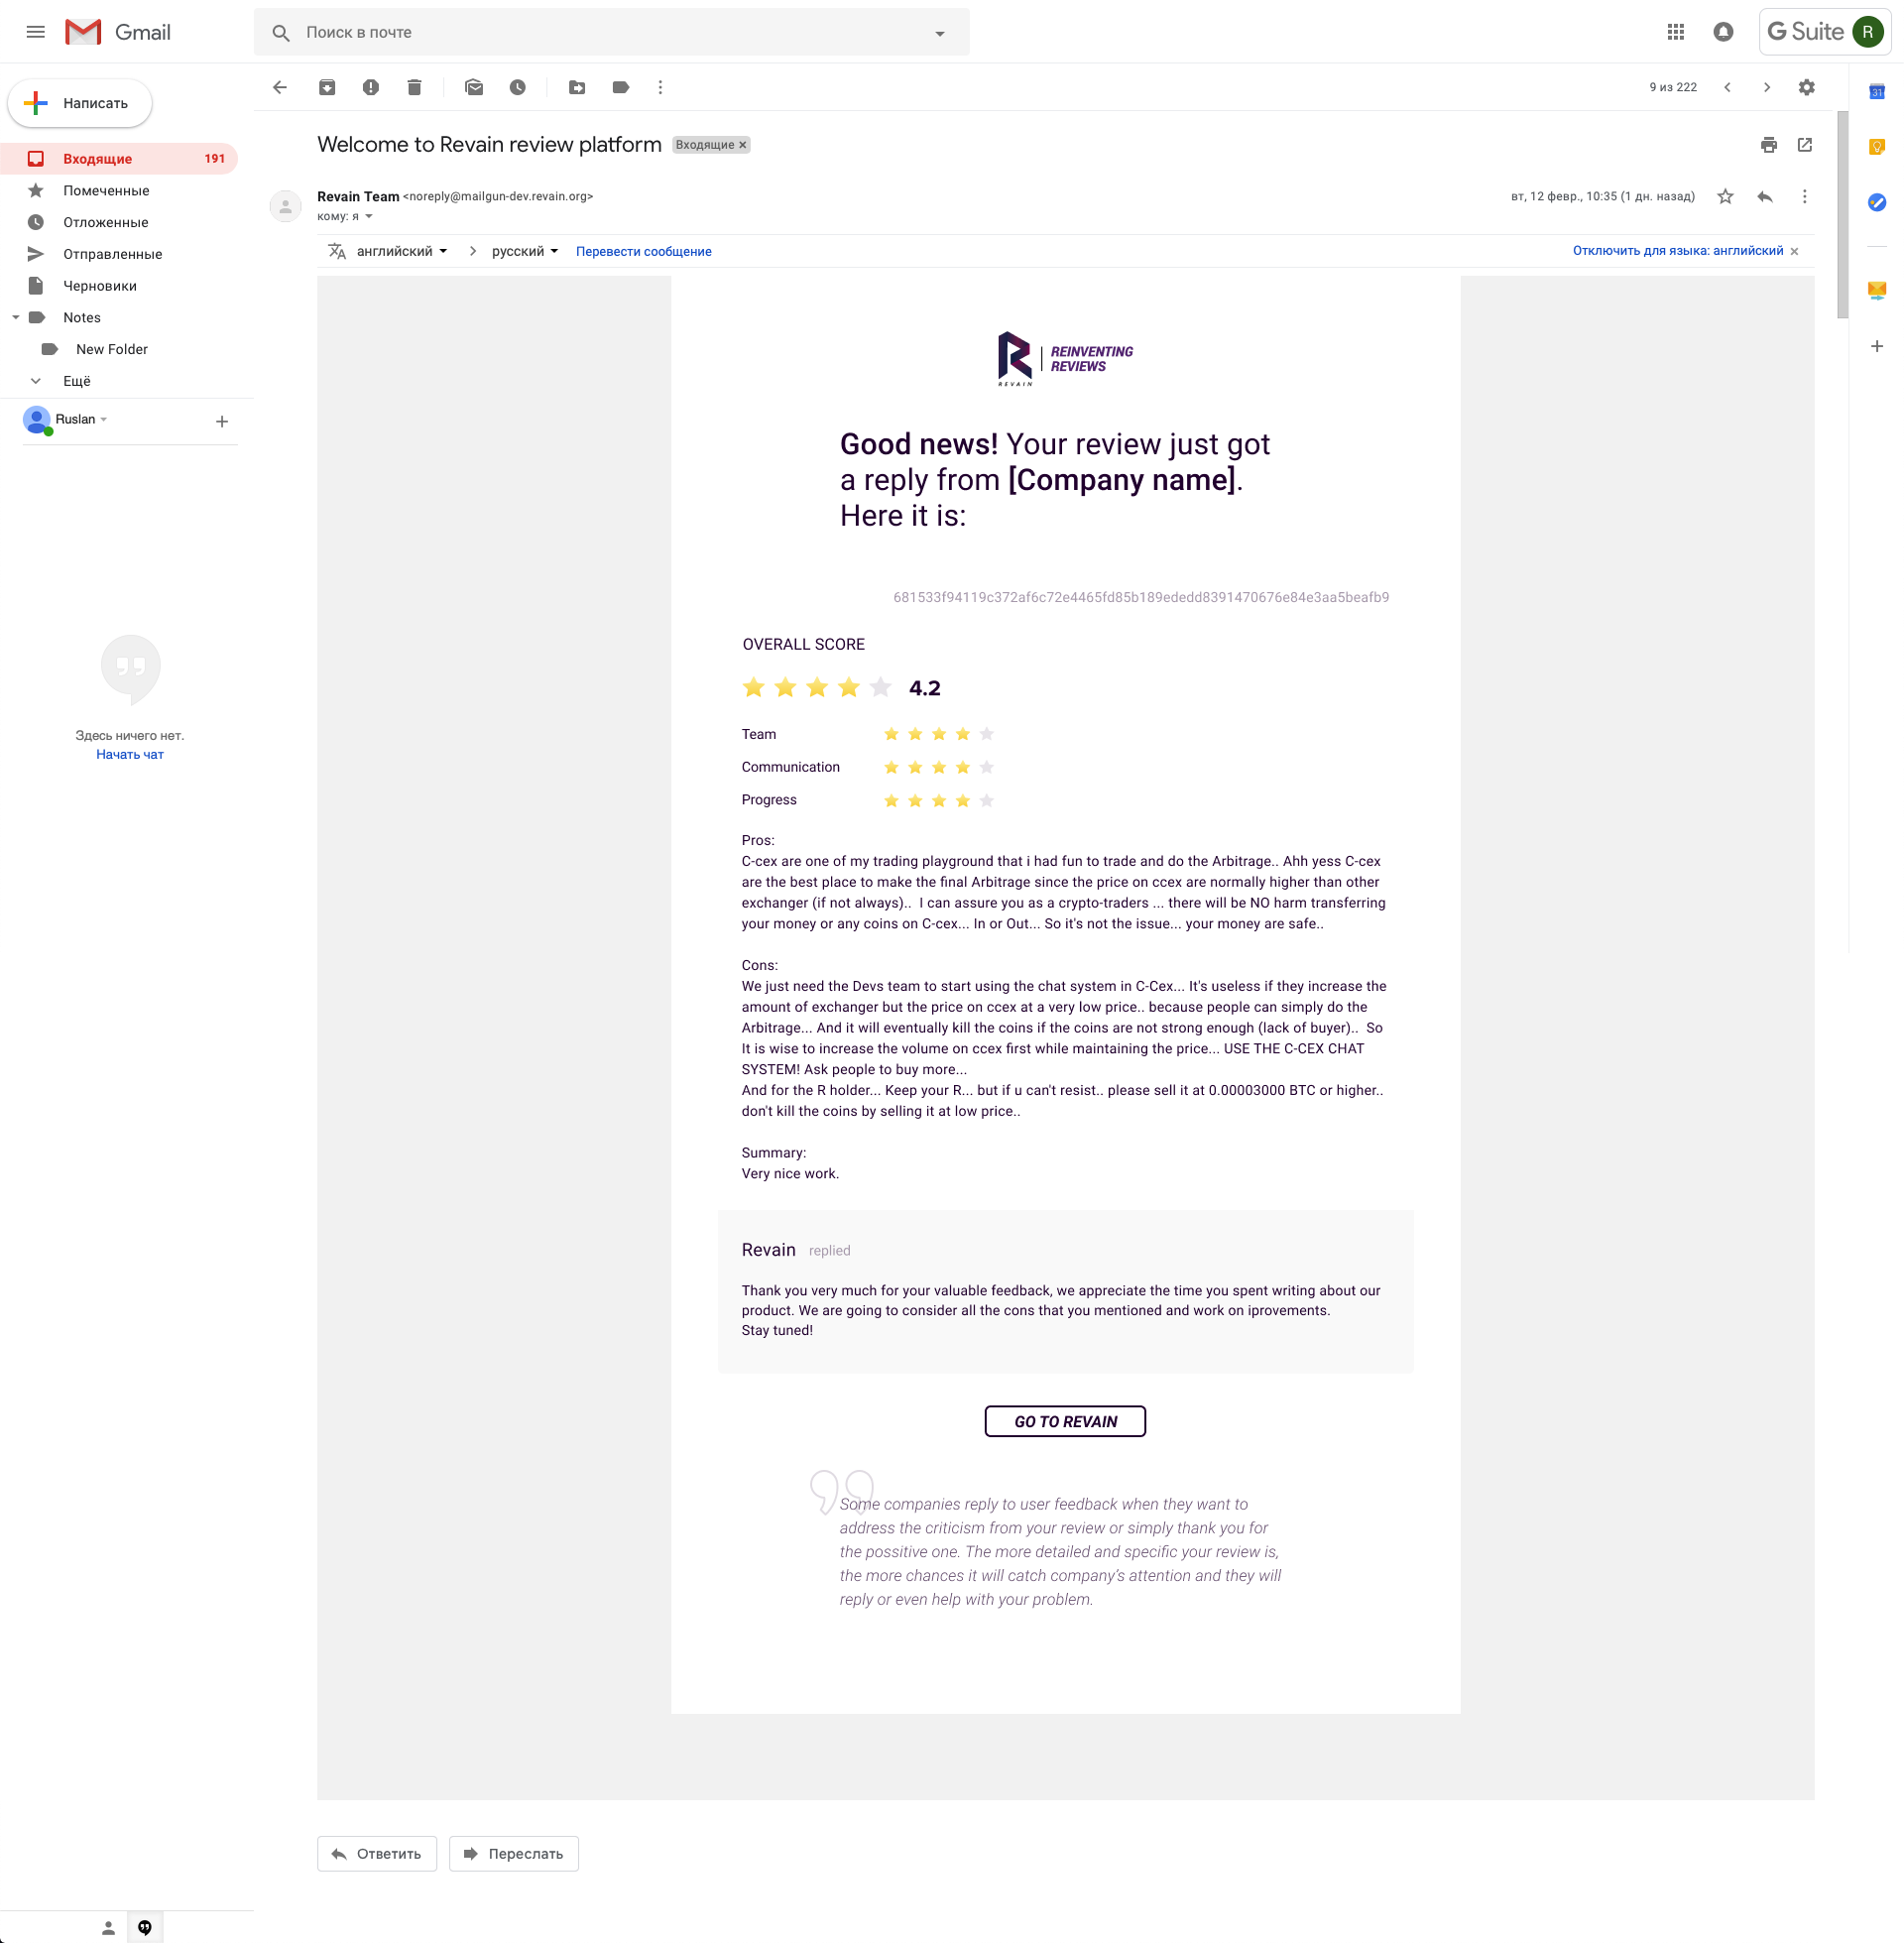 Gmail
Поиск в почте
G Suite
R
Написать
9 из 222
31
Входящие 191
Помеченные
Отложенные
Отправленные
Черновики
Notes
New Folder
Ещё
Ruslan
Здесь ничего нет.
Начать чат
Welcome to Revain review platform Входящие ×
Revain Team <noreply@mailgun-dev.revain.org>
вт, 12 февр., 10:35 (1 дн. назад)
кому: я
английский > русский Перевести сообщение
Отключить для языка: английский ×
REVAIN
REINVENTING
REVIEWS
Good news! Your review just got
a reply from [Company name].
Here it is:
681533f94119c372af6c72e4465fd85b189ededd8391470676e84e3aa5beafb9
OVERALL SCORE
4.2
Team
Communication
Progress
Pros:
C-cex are one of my trading playground that i had fun to trade and do the Arbitrage.. Ahh yess C-cex
are the best place to make the final Arbitrage since the price on ccex are normally higher than other
exchanger (if not always)..  I can assure you as a crypto-traders ... there will be NO harm transferring
your money or any coins on C-cex... In or Out... So it's not the issue... your money are safe..
Cons:
We just need the Devs team to start using the chat system in C-Cex... It's useless if they increase the
amount of exchanger but the price on ccex at a very low price.. because people can simply do the
Arbitrage... And it will eventually kill the coins if the coins are not strong enough (lack of buyer)..  So
It is wise to increase the volume on ccex first while maintaining the price... USE THE C-CEX CHAT
SYSTEM! Ask people to buy more...
And for the R holder... Keep your R... but if u can't resist.. please sell it at 0.00003000 BTC or higher..
don't kill the coins by selling it at low price..
Summary:
Very nice work.
Revain replied
Thank you very much for your valuable feedback, we appreciate the time you spent writing about our
product. We are going to consider all the cons that you mentioned and work on iprovements.
Stay tuned!
GO TO REVAIN
Some companies reply to user feedback when they want to
address the criticism from your review or simply thank you for
the possitive one. The more detailed and specific your review is,
the more chances it will catch company's attention and they will
reply or even help with your problem.
Ответить
Переслать